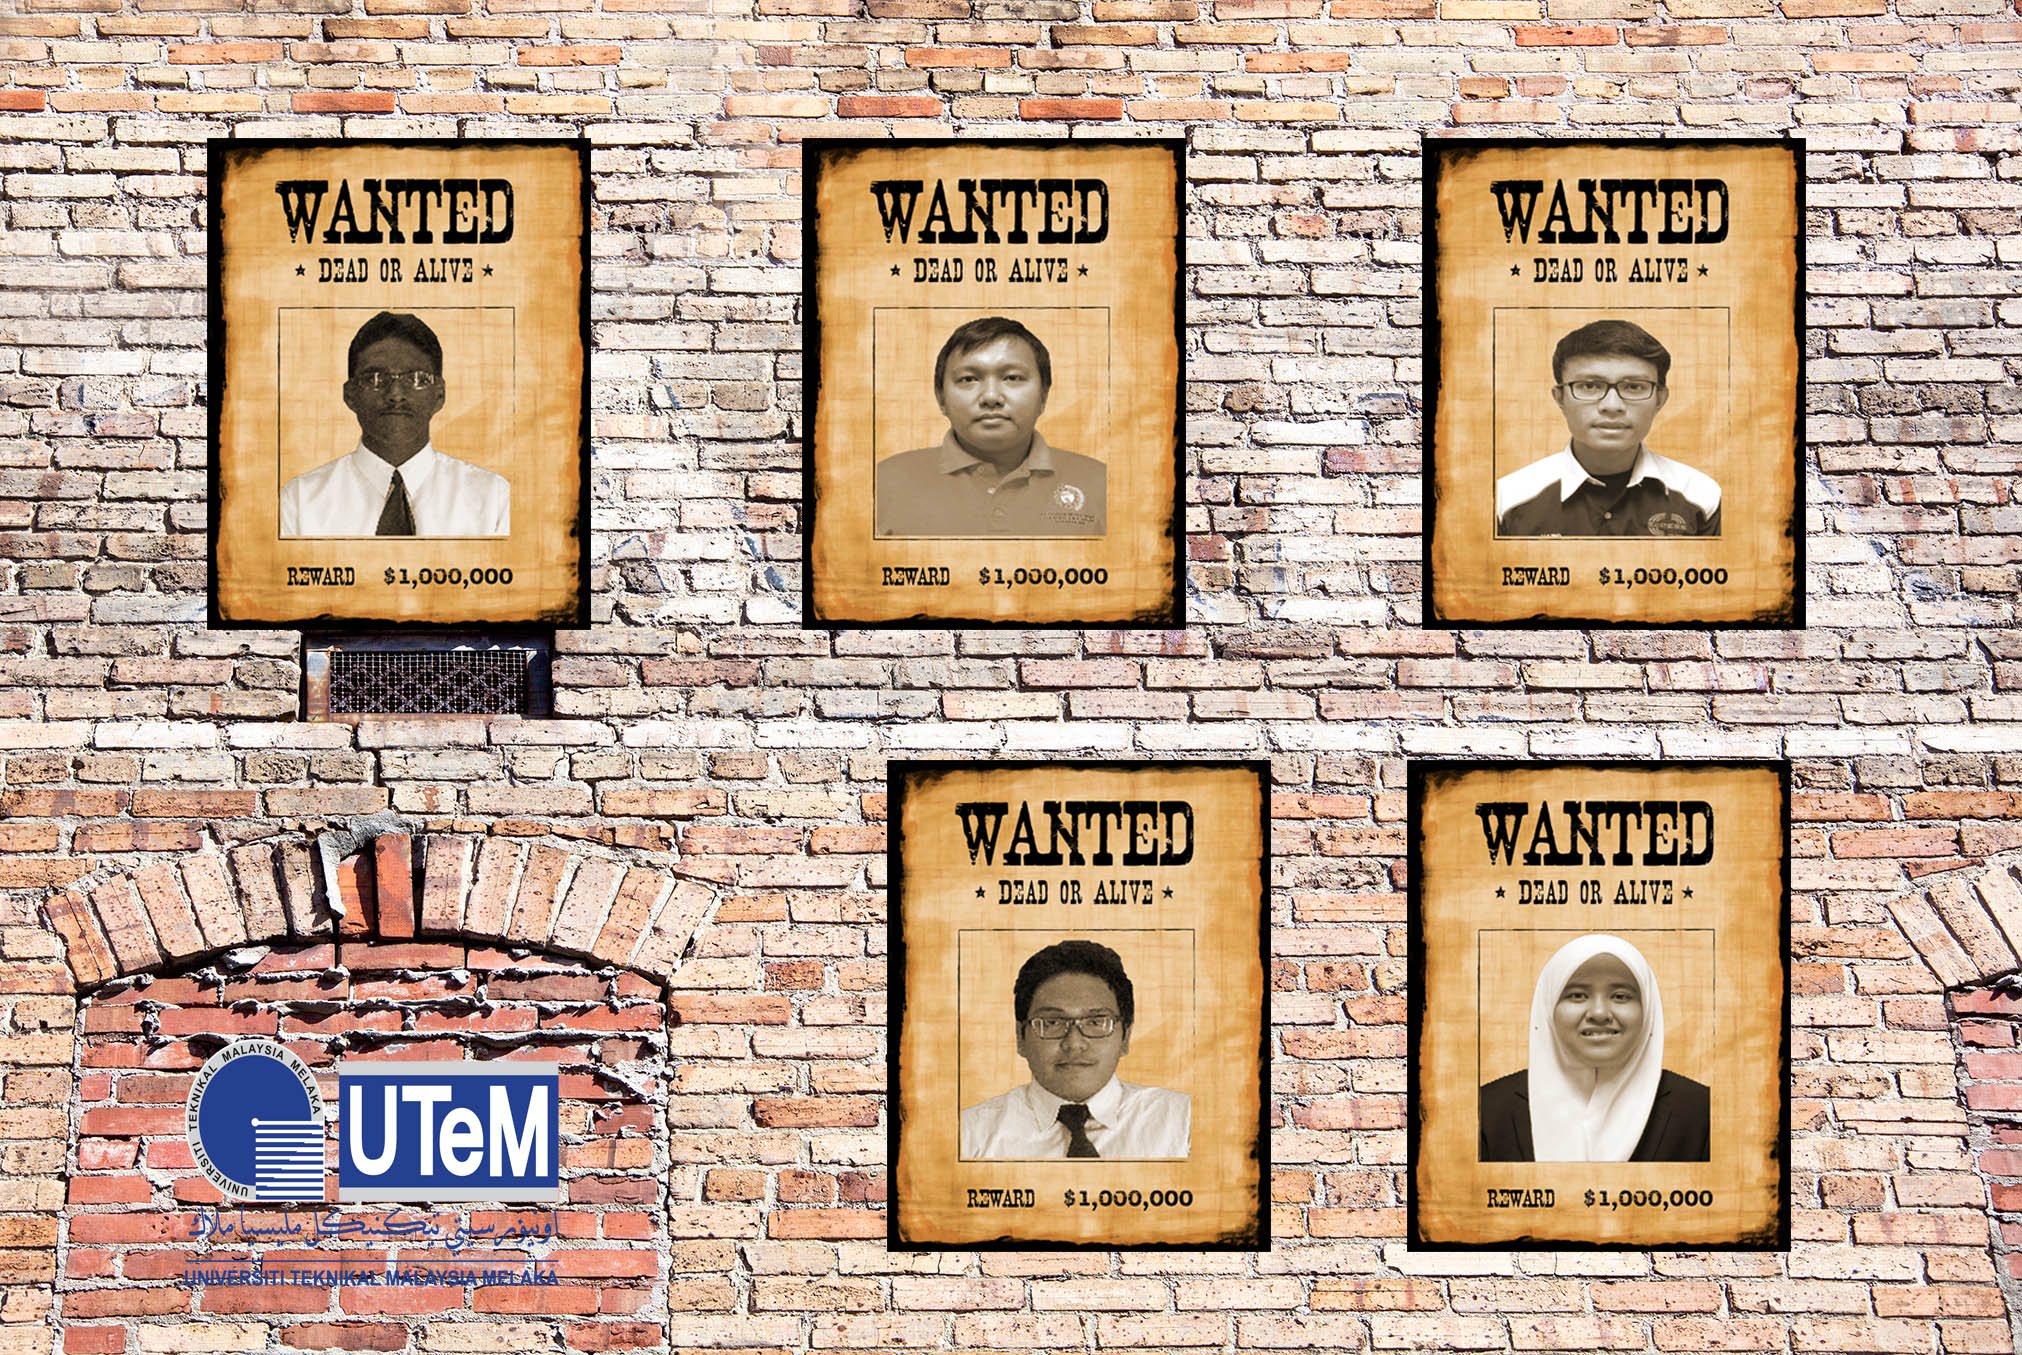 WANTED
★ DEAD OR ALIVE ★
REWARD $1,000,000
WANTED
★ DEAD OR ALIVE ★
REWARD $1,000,000
WANTED
★ DEAD OR ALIVE ★
REWARD $1,000,000
WANTED
★ DEAD OR ALIVE ★
REWARD $1,000,000
WANTED
★ DEAD OR ALIVE ★
REWARD $1,000,000
UNIVERSITI TEKNIKAL MALAYSIA MELAKA
UTeM
اونيۏرسيتي تيكنيكل مليسيا ملاك
UNIVERSITI TEKNIKAL MALAYSIA MELAKA